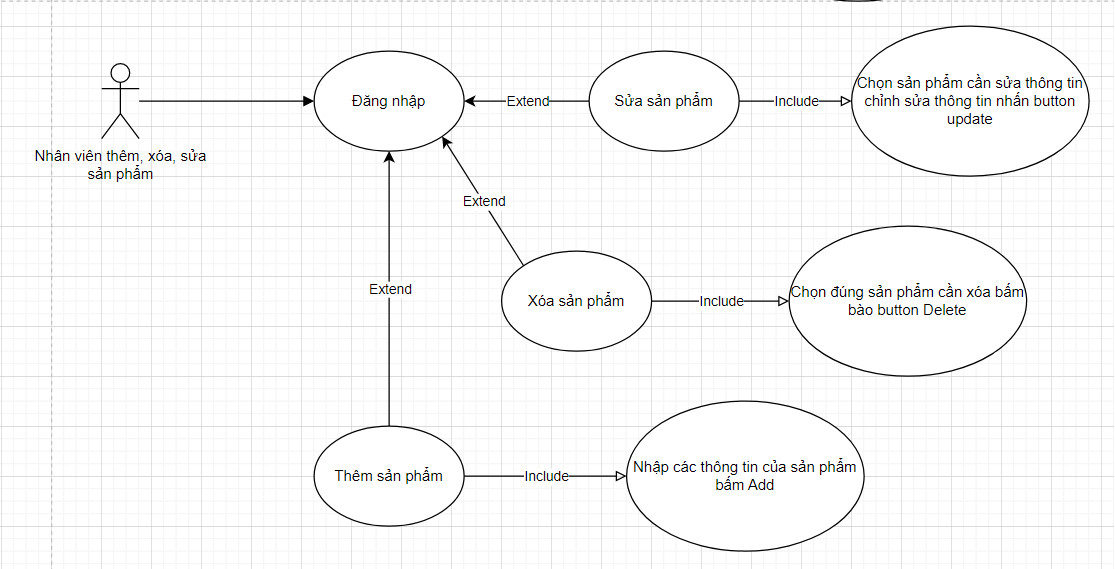 Đăng nhập
Extend
Sửa sản phẩm
Include
Chọn sản phẩm cần sửa thông tin
chỉnh sửa thông tin nhấn button
update
Nhân viên thêm, xóa, sửa
sản phẩm
Extend
Extend
Xóa sản phẩm
Include
Chọn đúng sản phẩm cần xóa bấm
bào button Delete
Thêm sản phẩm
Include
Nhập các thông tin của sản phẩm
bấm Add